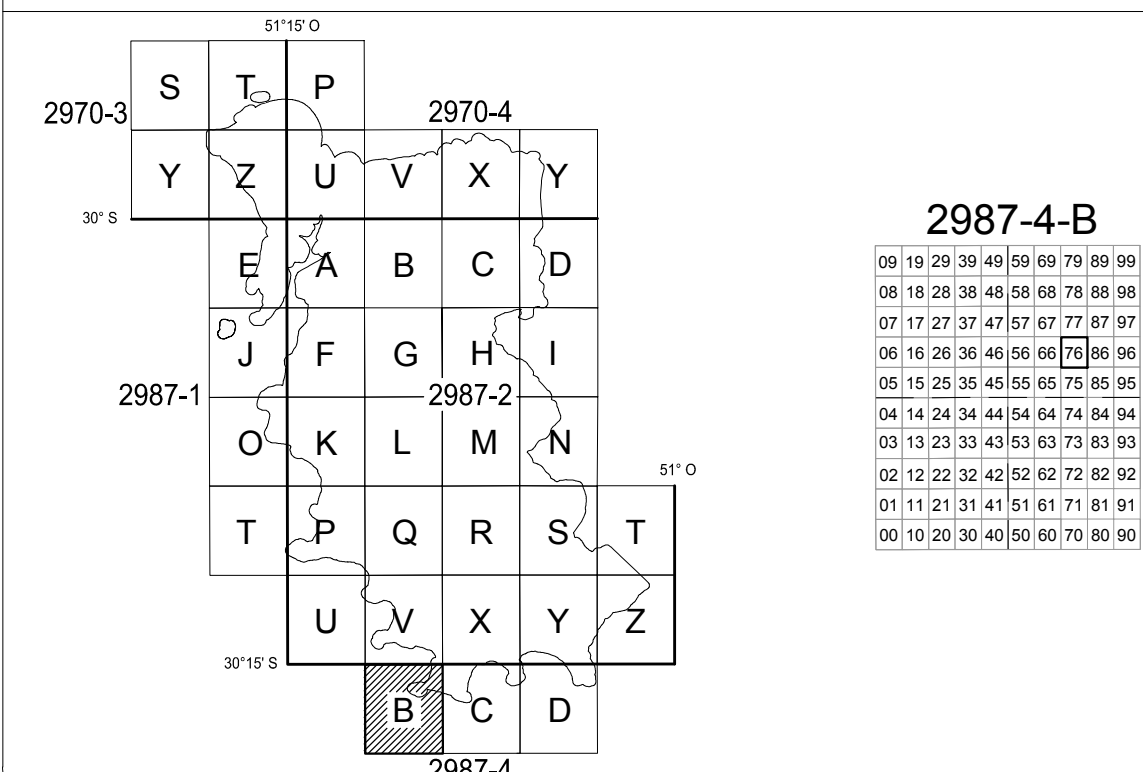 51°15' O
S T P
2970-3 2970-4
Y Z U V X Y
30° S
E A B C D
J F G H I
2987-1 2987-2
O K L M N
51° O
T P Q R S T
U V X Y Z
30°15' S
B C D
2987-4
2987-4-B
09 19 29 39 49 59 69 79 89 99
08 18 28 38 48 58 68 78 88 98
07 17 27 37 47 57 67 77 87 97
06 16 26 36 46 56 66 76 86 96
05 15 25 35 45 55 65 75 85 95
04 14 24 34 44 54 64 74 84 94
03 13 23 33 43 53 63 73 83 93
02 12 22 32 42 52 62 72 82 92
01 11 21 31 41 51 61 71 81 91
00 10 20 30 40 50 60 70 80 90